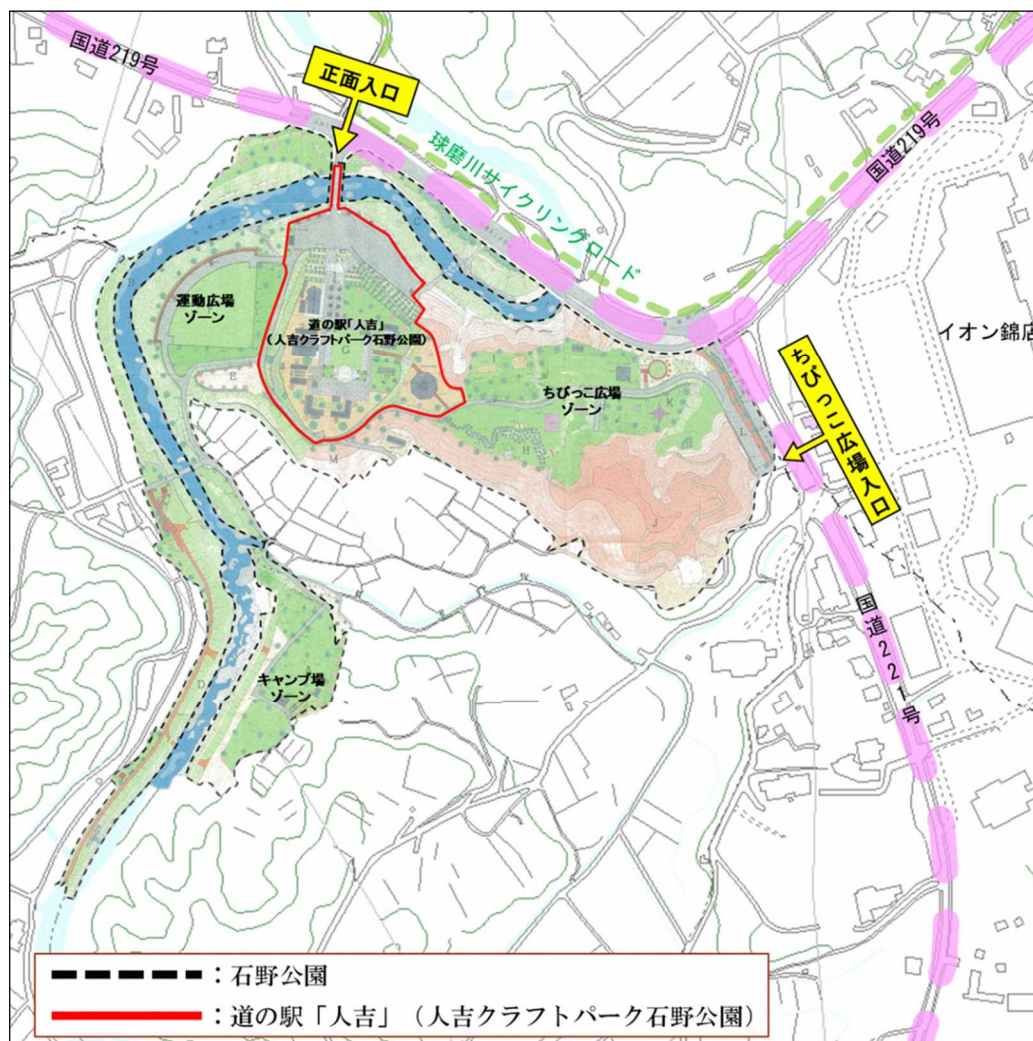 国道219号
正面入口
球磨川サイクリングロード
国道219号
イオン錦店
ちびっこ広場入口
運動広場
ゾーン
道の駅「人吉」
(人吉クラフトパーク石野公園)
G
E
I
ちびっこ広場
ゾーン
K
L
H
M
J
国道221号
キャンプ場
ゾーン
D
：石野公園
：道の駅「人吉」（人吉クラフトパーク石野公園）